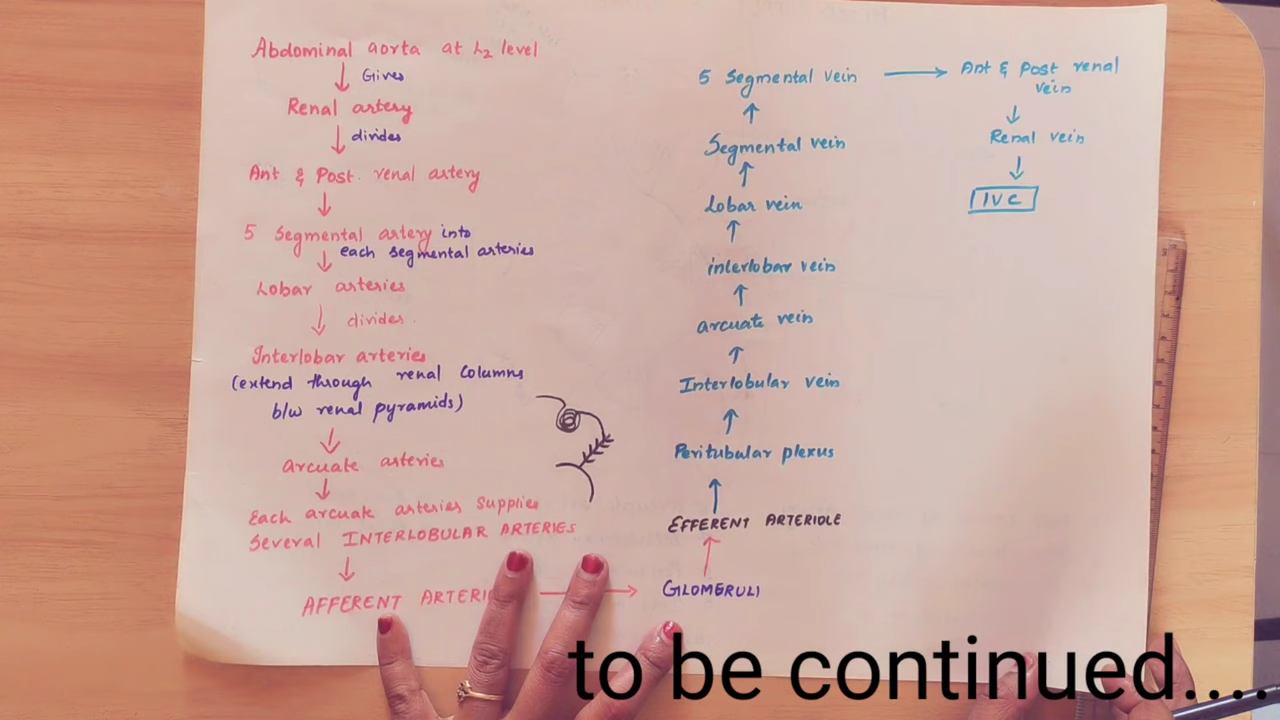 Abdominal aorta at L2 level
Gives
Renal artery
divides
Ant & Post. renal artery
5 Segmental artery into
each segmental arteries
Lobar arteries
divides.
Interlobar arteries
(extend through renal columns
b/w renal pyramids)
Arcuate arteries
Each arcuate arteries supplies
several INTERLOBULAR ARTERIES
AFFERENT
GLOMERULI
EFFERENT ARTERIOLE
Peritubular plexus
Interlobular vein
arcuate vein
interlobar vein
Lobar vein
Segmental vein
5 Segmental vein
Ant & Post renal
vein
Renal vein
IVC
to be continued....